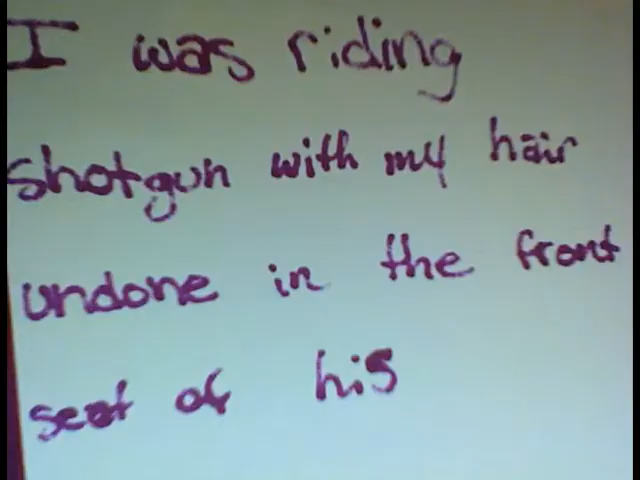 I was riding
shotgun with my hair
undone in the front
seat of his